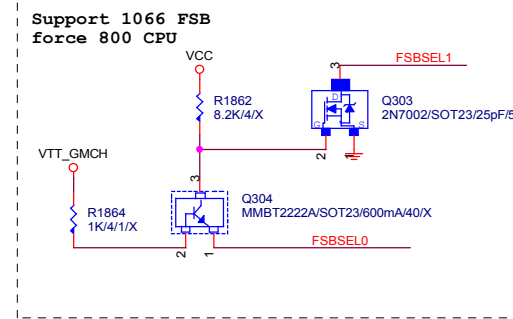 Support 1066 FSB
force 800 CPU
VCC
FSBSEL1
3
D
G
S
R1862
8.2K/4/X
Q303
2N7002/SOT23/25pF/5
2
1
VTT_GMCH
3
Q304
MMBT2222A/SOT23/600mA/40/X
R1864
1K/4/1/X
FSBSEL0
2
1